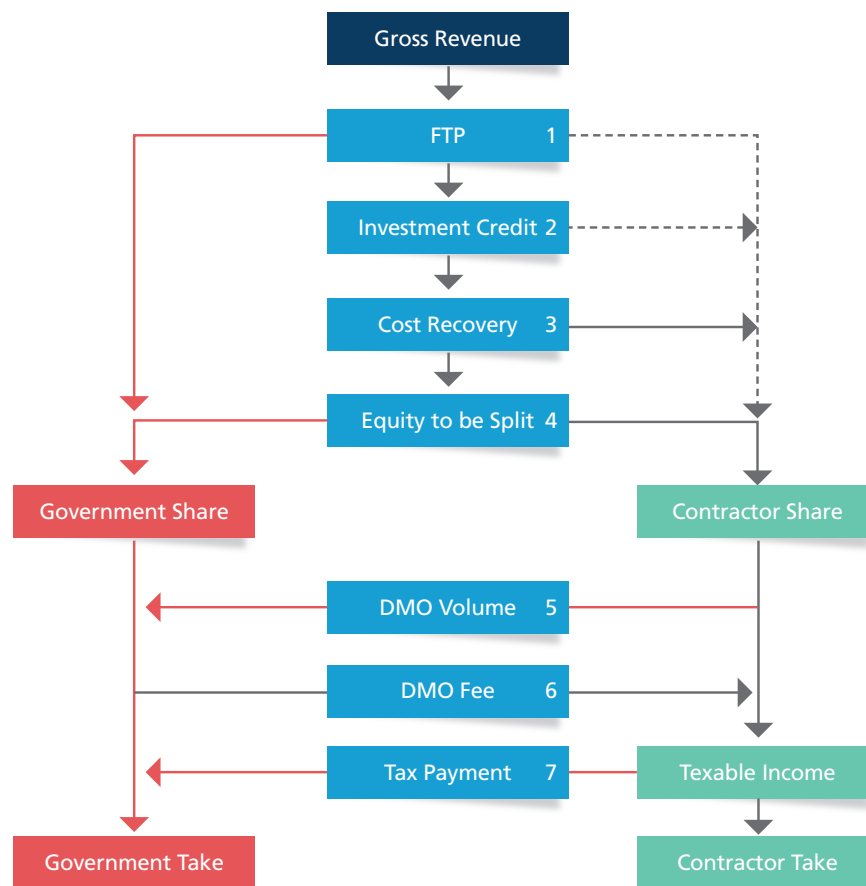 Gross Revenue
FTP 1
Investment Credit 2
Cost Recovery 3
Equity to be Split 4
Government Share
Contractor Share
DMO Volume 5
DMO Fee 6
Tax Payment 7
Texable Income
Government Take
Contractor Take